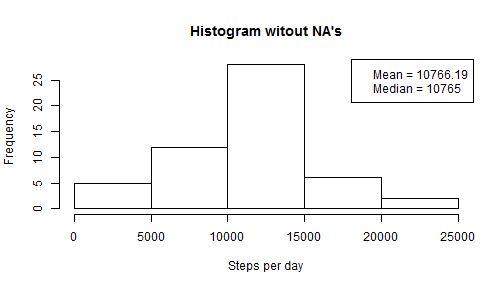 Histogram witout NA's
Mean = 10766.19
Median = 10765
Frequency
25
20
15
10
5
0
0 5000 10000 15000 20000 25000
Steps per day